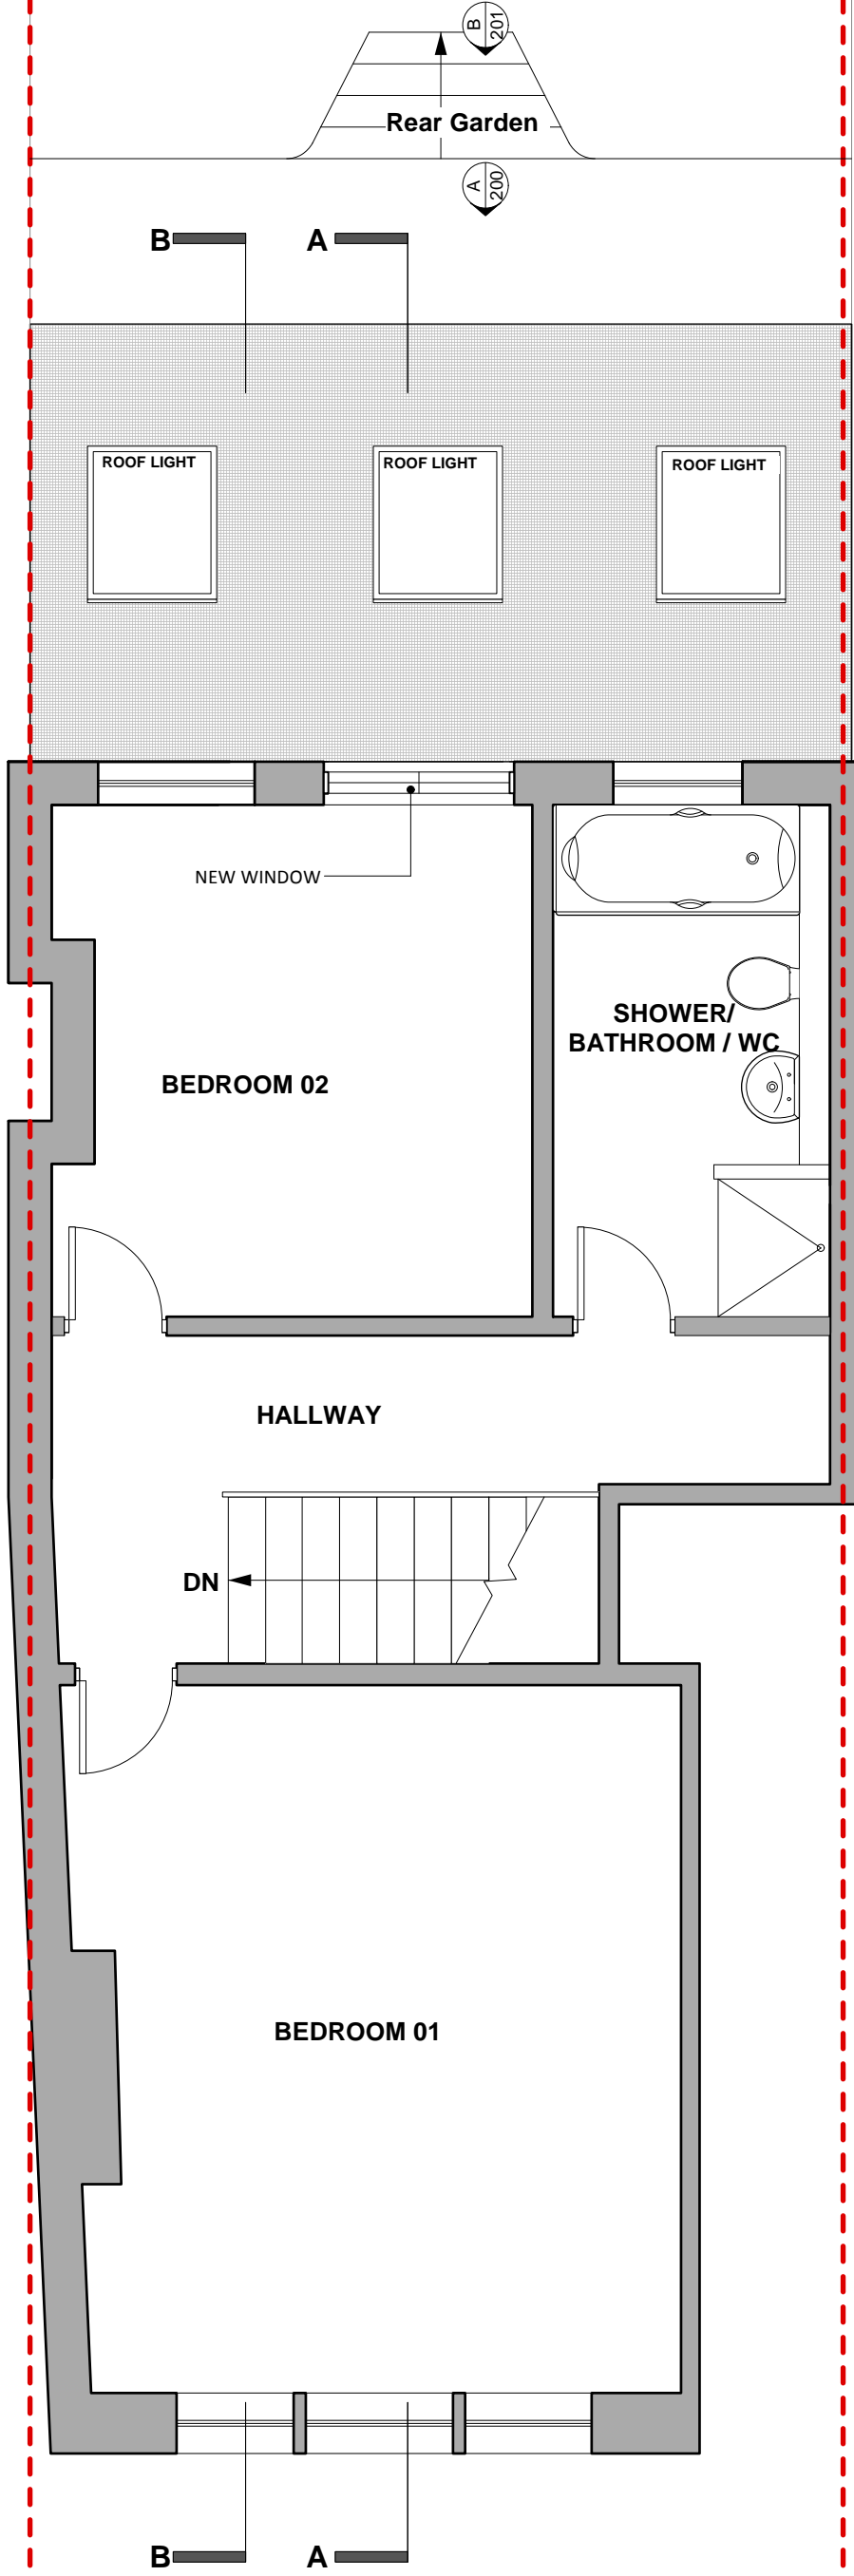 B
201
Rear Garden
A
200
B
A
ROOF LIGHT
ROOF LIGHT
ROOF LIGHT
NEW WINDOW
SHOWER/
BATHROOM / WC
BEDROOM 02
HALLWAY
DN
BEDROOM 01
B
A